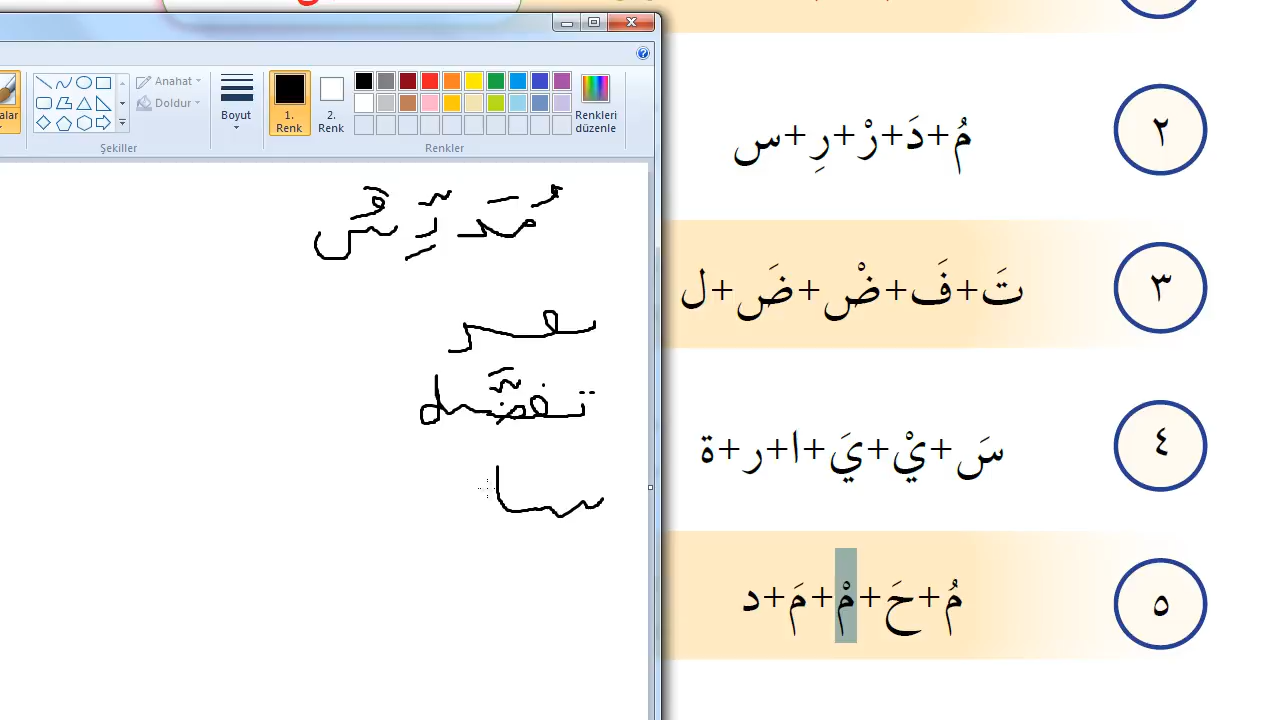 Anahat
Doldur
Şekiller
Boyut
1. Renk
2. Renk
Renkleri düzenle
Renkler
٢
مُ+دَ+رْ+رِ+س
٣
تَ+فَ+ضْ+ضَ+ل
٤
سَ+يْ+يَ+ا+ر+ة
٥
مُ+حَ+مْ+مَ+د
مُدَرِّسٌ
تفضَّل